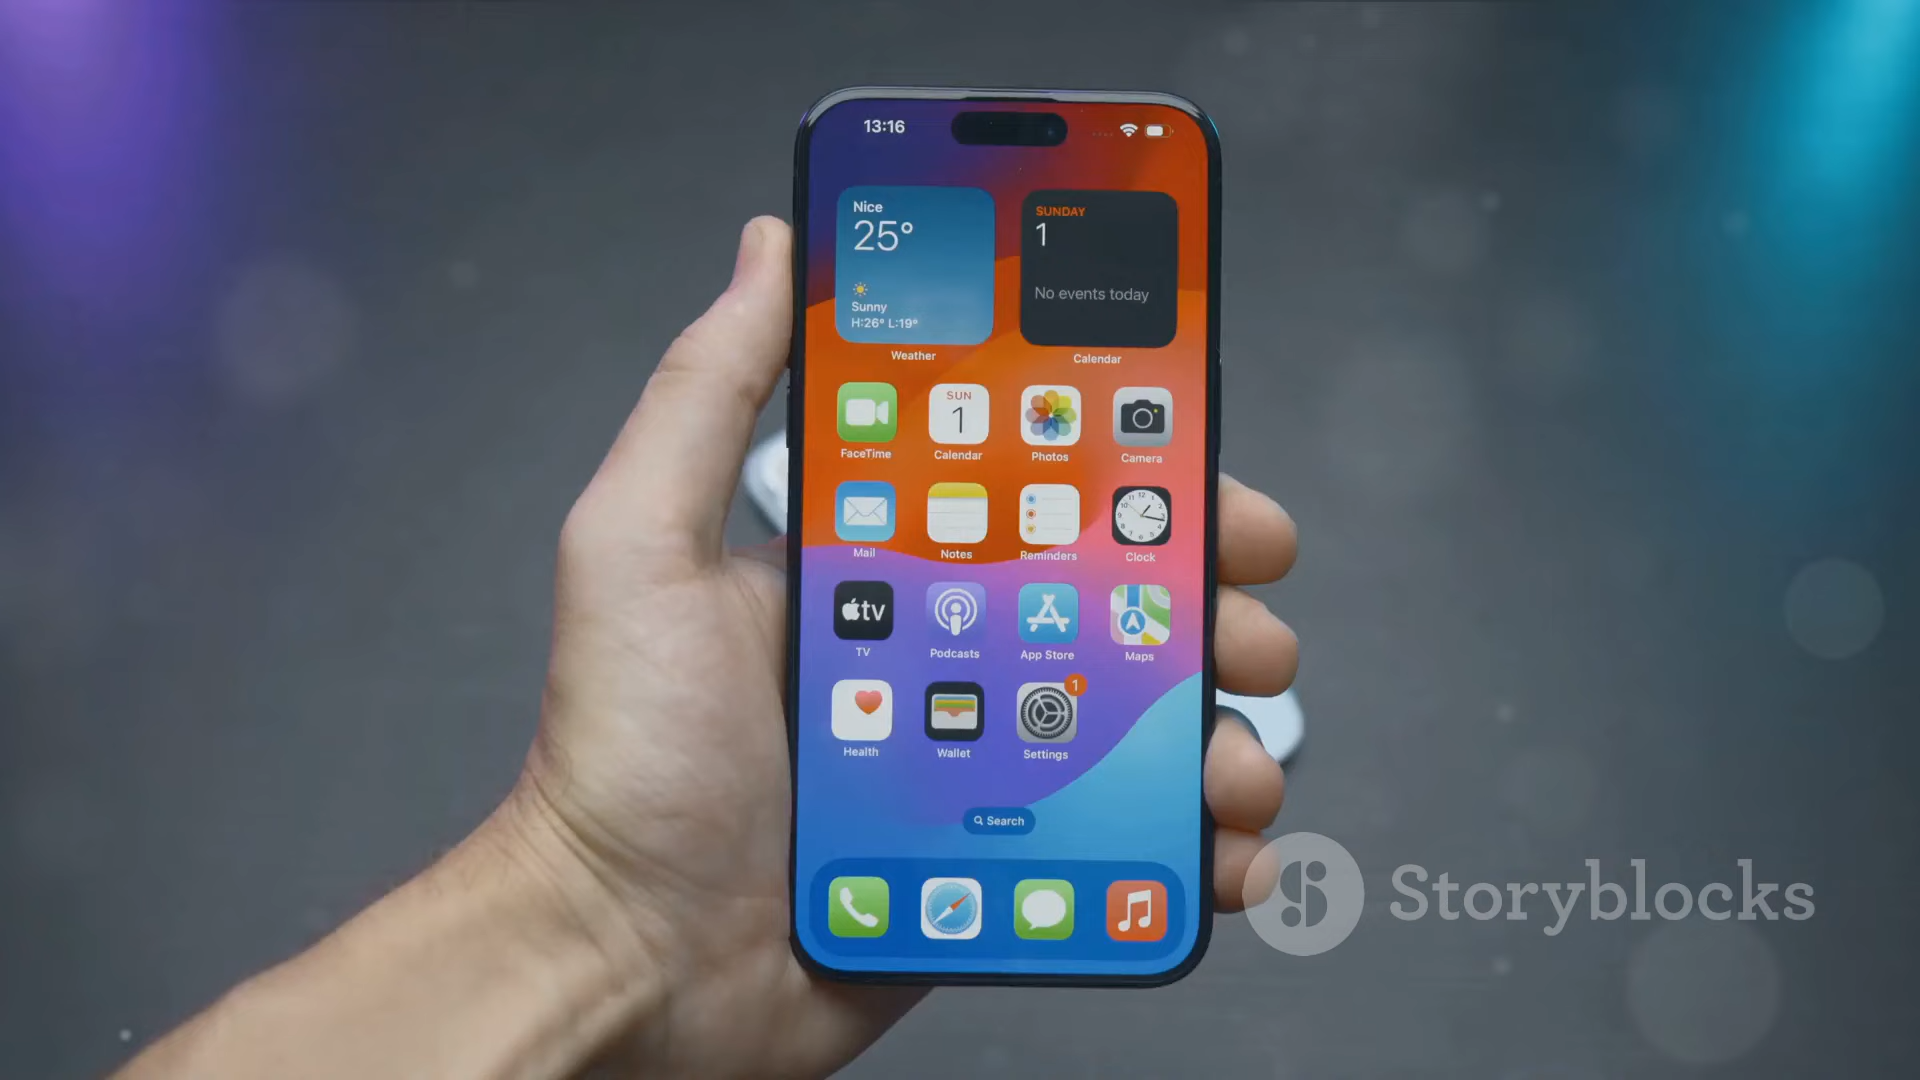 13:16
Nice
25°
Sunny
H:26° L:19°
Weather
SUNDAY
1
No events today
Calendar
SUN
1
FaceTime
Calendar
Photos
Camera
Mail
Notes
Reminders
Clock
tv
TV
Podcasts
App Store
Maps
1
Health
Wallet
Settings
Search
Storyblocks